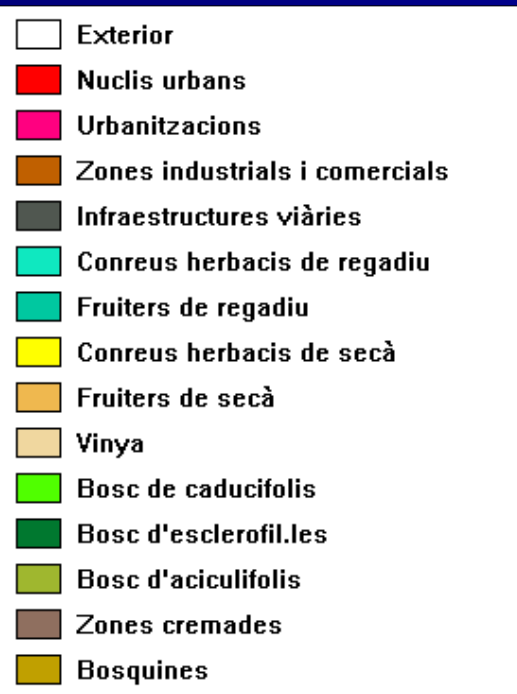 Exterior
Nuclis urbans
Urbanitzacions
Zones industrials i comercials
Infraestructures viàries
Conreus herbacis de regadiu
Fruiters de regadiu
Conreus herbacis de secà
Fruiters de secà
Vinya
Bosc de caducifolis
Bosc d'esclerofil.les
Bosc d'aciculifolis
Zones cremades
Bosquines